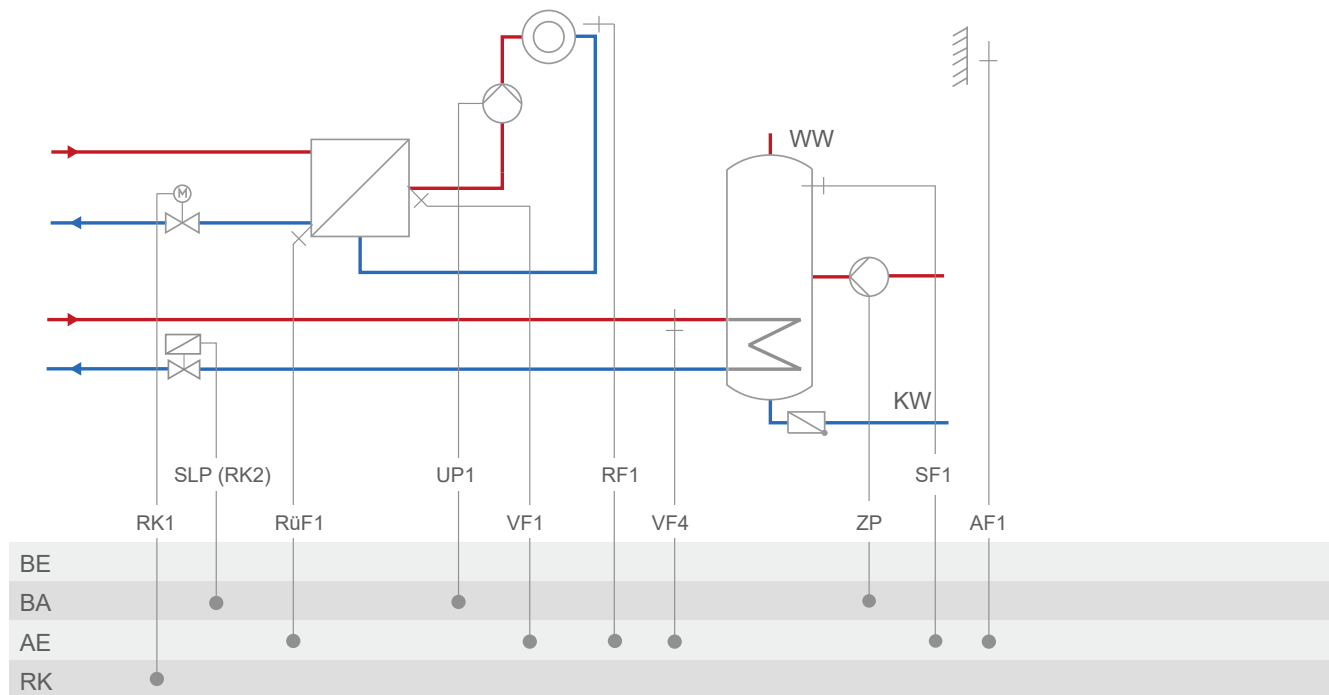 M
WW
KW
SLP (RK2)
UP1
RF1
SF1
RK1
RüF1
VF1
VF4
ZP
AF1
BE
BA
AE
RK